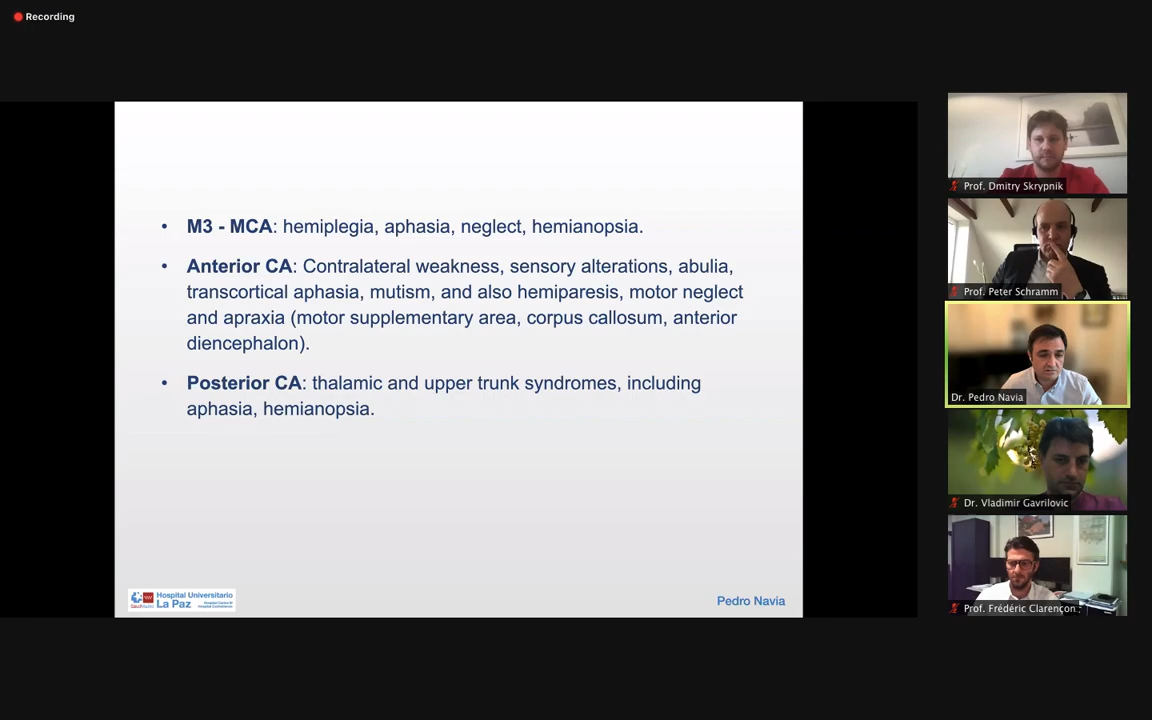 Recording
• M3 - MCA: hemiplegia, aphasia, neglect, hemianopsia.
• Anterior CA: Contralateral weakness, sensory alterations, abulia,
transcortical aphasia, mutism, and also hemiparesis, motor neglect
and apraxia (motor supplementary area, corpus callosum, anterior
diencephalon).
• Posterior CA: thalamic and upper trunk syndromes, including
aphasia, hemianopsia.
Hospital Universitario
La Paz
Pedro Navia
Prof. Dmitry Skrypnik
Prof. Peter Schramm
Dr. Pedro Navia
Dr. Vladimir Gavrilovic
Prof. Frédéric Clarençon